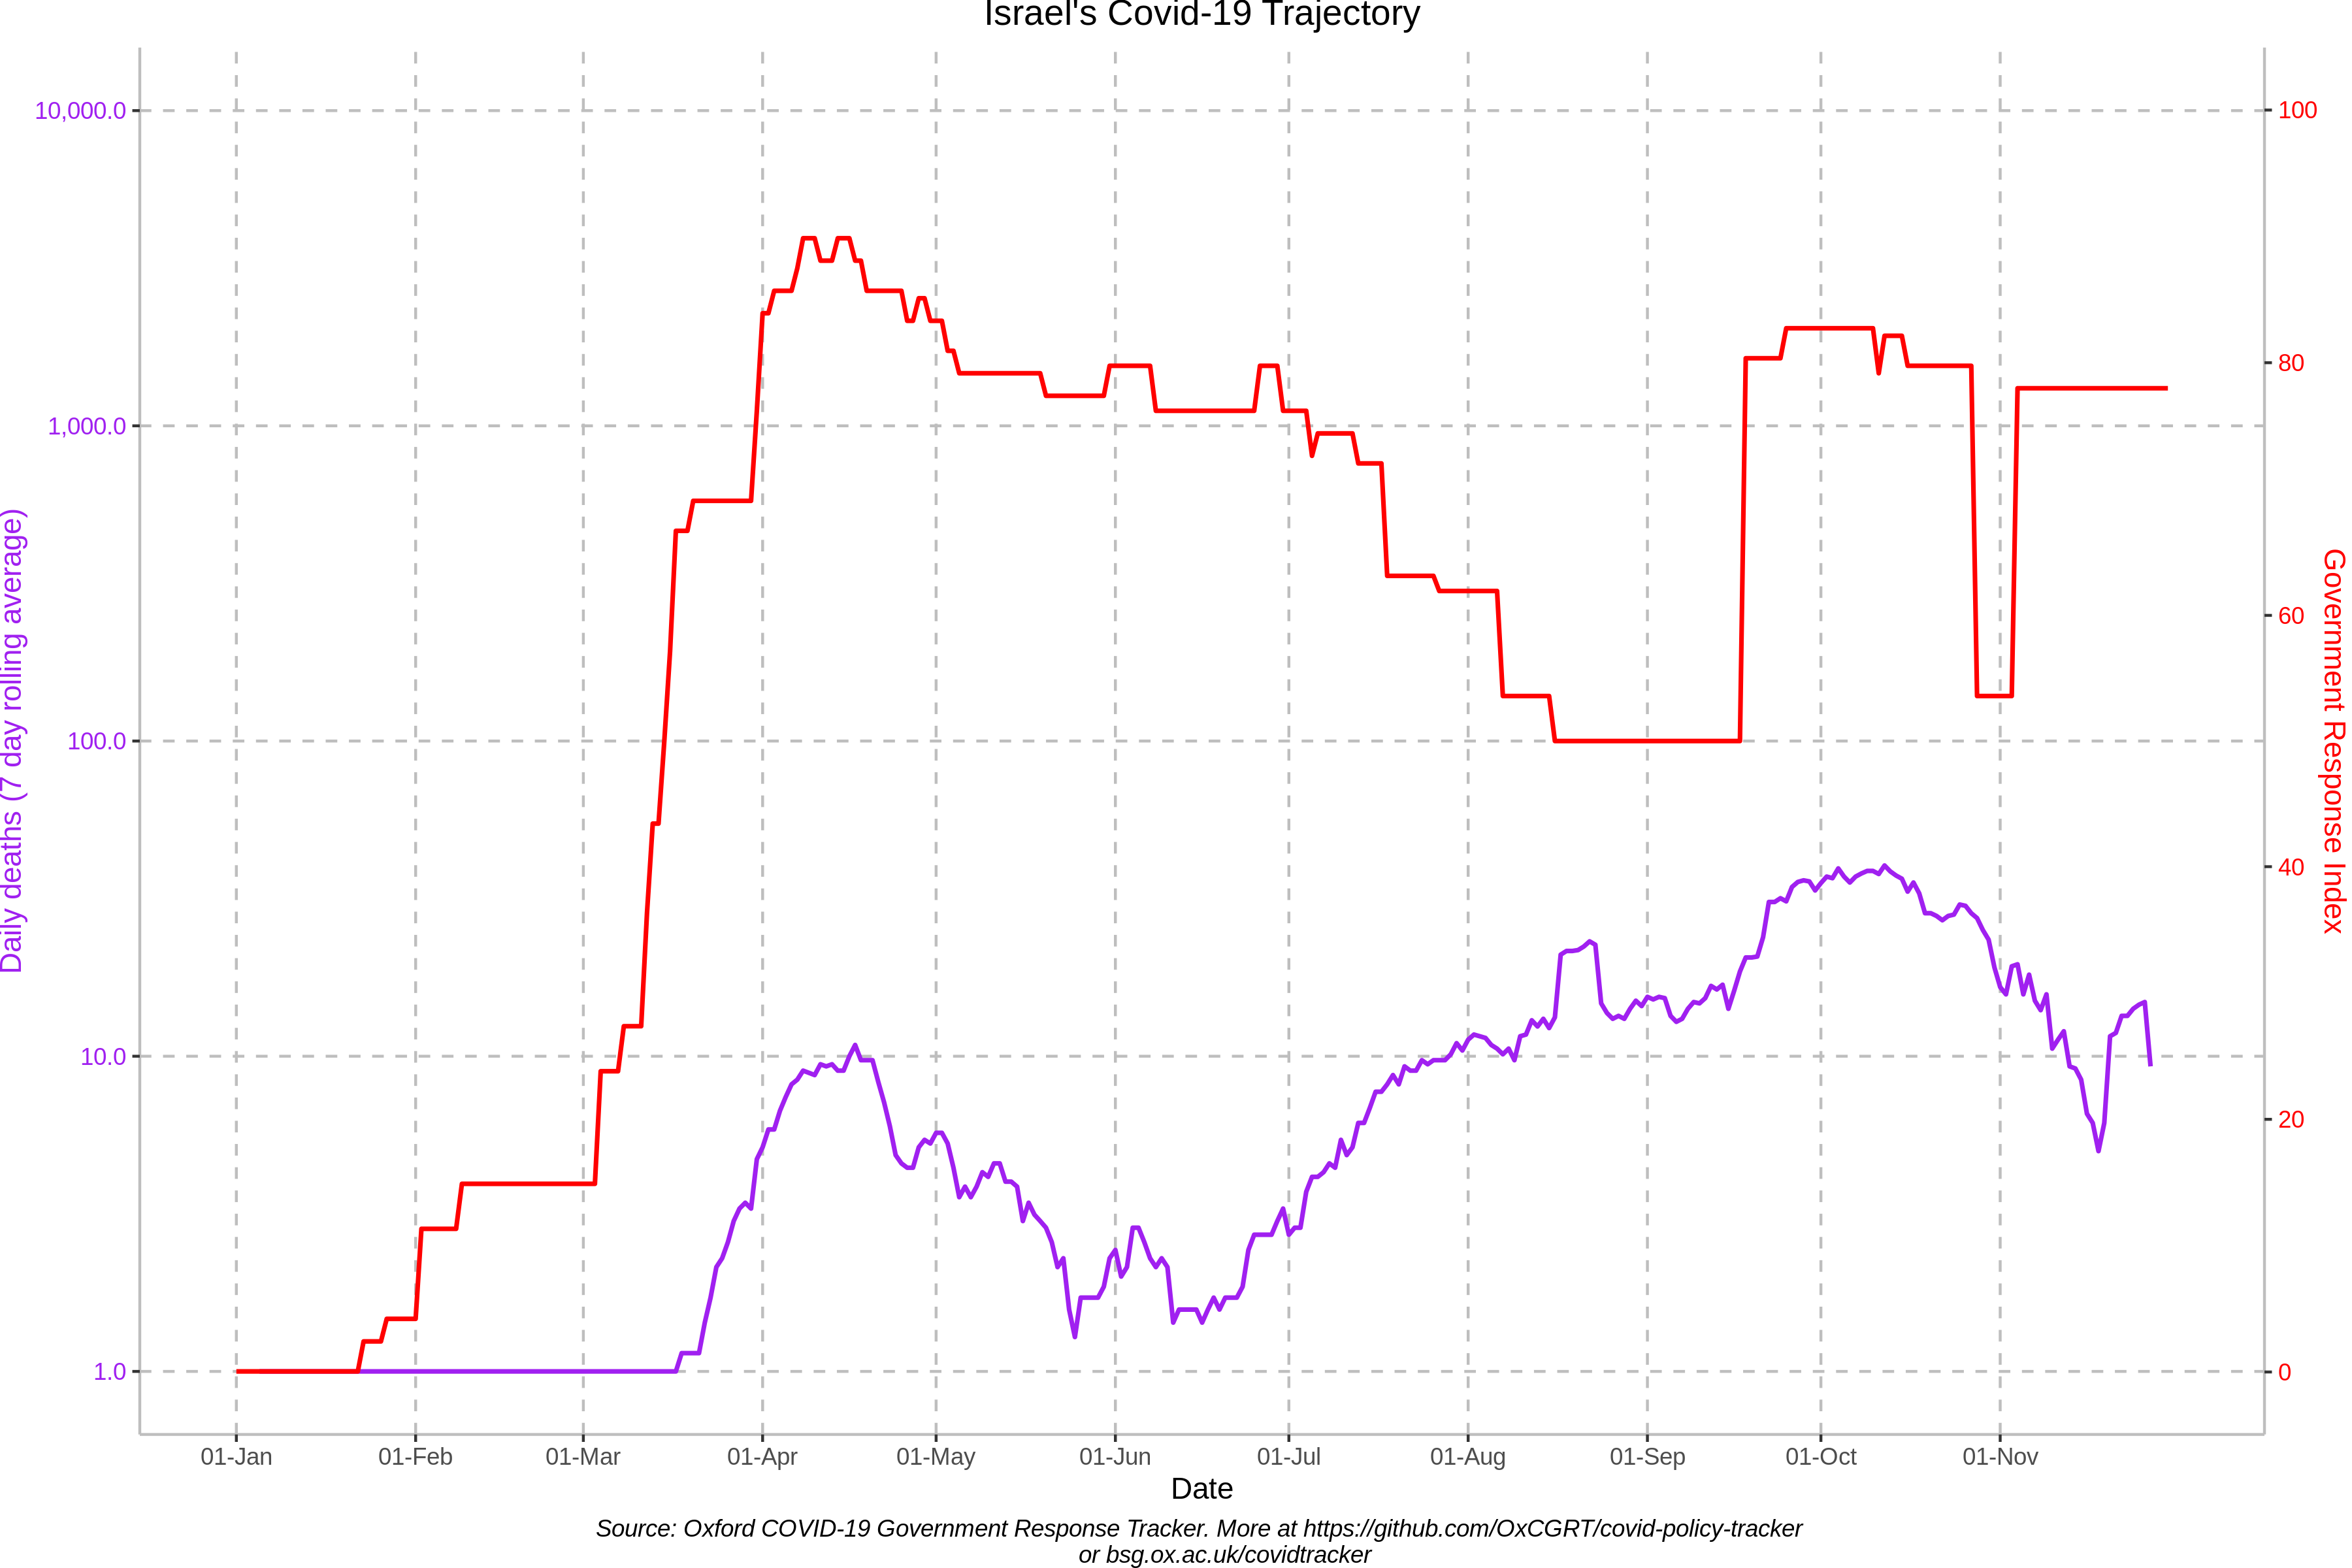 Israel's Covid-19 Trajectory
Daily deaths (7 day rolling average)
10,000.0
1,000.0
100.0
10.0
1.0
100
80
60
40
20
0
Government Response Index
01-Jan 01-Feb 01-Mar 01-Apr 01-May 01-Jun 01-Jul 01-Aug 01-Sep 01-Oct 01-Nov
Date
Source: Oxford COVID-19 Government Response Tracker. More at https://github.com/OxCGRT/covid-policy-tracker
or bsg.ox.ac.uk/covidtracker